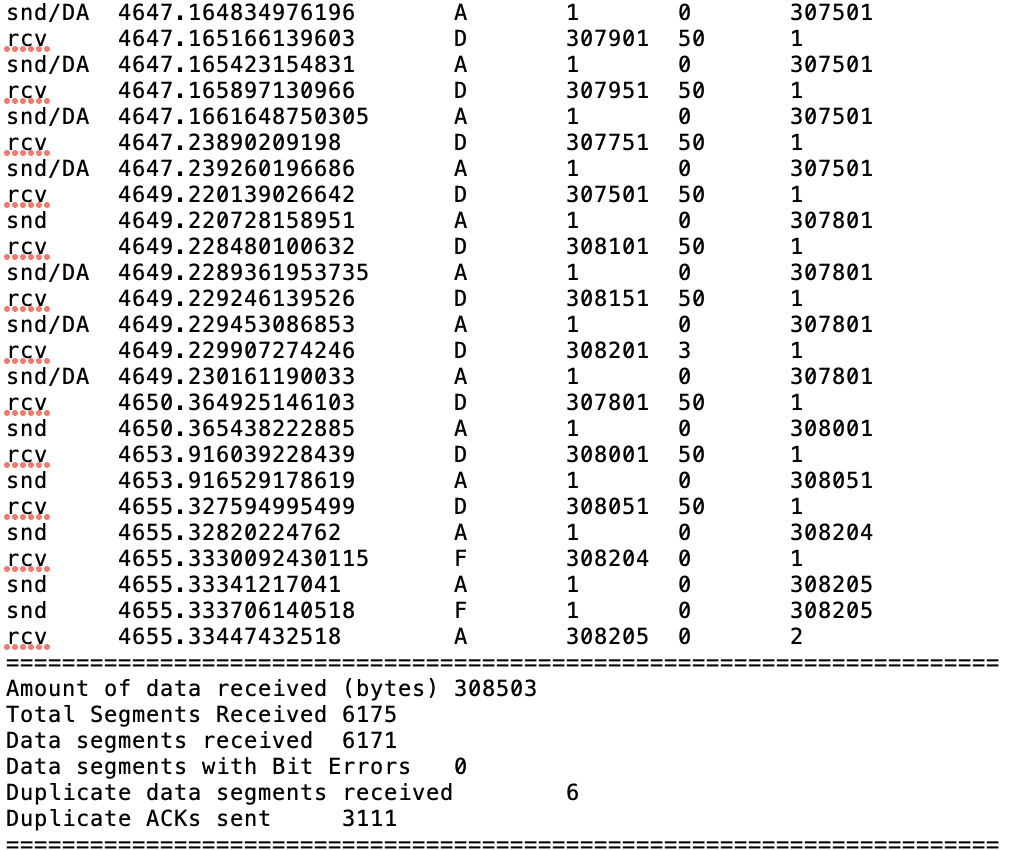 snd/DA 4647.164834976196 A 1 0 307501
rcv 4647.165166139603 D 307901 50 1
snd/DA 4647.165423154831 A 1 0 307501
rcv 4647.165897130966 D 307951 50 1
snd/DA 4647.1661648750305 A 1 0 307501
rcv 4647.23890209198 D 307751 50 1
snd/DA 4647.239260196686 A 1 0 307501
rcv 4649.220139026642 D 307501 50 1
snd 4649.220728158951 A 1 0 307801
rcv 4649.228480100632 D 308101 50 1
snd/DA 4649.2289361953735 A 1 0 307801
rcv 4649.229246139526 D 308151 50 1
snd/DA 4649.229453086853 A 1 0 307801
rcv 4649.229907274246 D 308201 3 1
snd/DA 4649.230161190033 A 1 0 307801
rcv 4650.364925146103 D 307801 50 1
snd 4650.365438222885 A 1 0 308001
rcv 4653.916039228439 D 308001 50 1
snd 4653.916529178619 A 1 0 308051
rcv 4655.327594995499 D 308051 50 1
snd 4655.32820224762 A 1 0 308204
rcv 4655.3330092430115 F 308204 0 1
snd 4655.33341217041 A 1 0 308205
snd 4655.333706140518 F 1 0 308205
rcv 4655.33447432518 A 308205 0 2
=======================================================================
Amount of data received (bytes) 308503
Total Segments Received 6175
Data segments received 6171
Data segments with Bit Errors 0
Duplicate data segments received 6
Duplicate ACKs sent 3111
=======================================================================